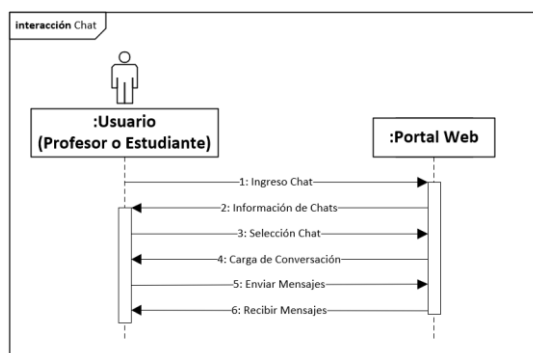 interacción Chat
:Usuario
(Profesor o Estudiante)
:Portal Web
1: Ingreso Chat
2: Información de Chats
3: Selección Chat
4: Carga de Conversación
5: Enviar Mensajes
6: Recibir Mensajes